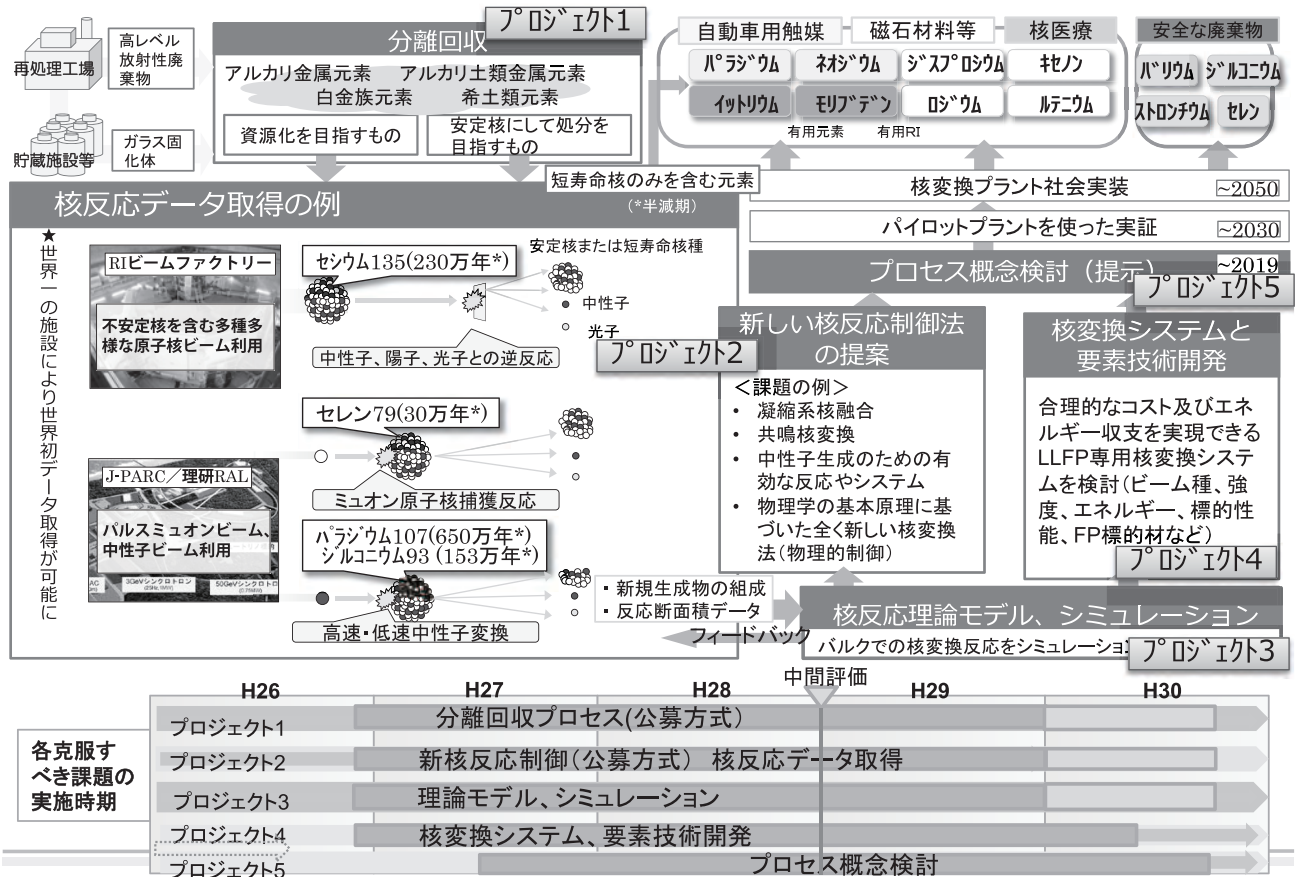 プロジェクト1
分離回収
再処理工場
高レベル
放射性廃
棄物
貯蔵施設等
ガラス固
化体
アルカリ金属元素 アルカリ土類金属元素
白金族元素 希土類元素
資源化を目指すもの
安定核にして処分を
目指すもの
自動車用触媒
磁石材料等
核医療
パラジウム ネオジウム ジスプロシウム キセノン
イットリウム モリブデン ロジウム ルテニウム
有用元素 有用RI
安全な廃棄物
バリウム ジルコニウム
ストロンチウム セレン
短寿命核のみを含む元素
(*半減期)
核変換プラント社会実装 ~2050
パイロットプラントを使った実証 ~2030
プロセス概念検討(提示) ~2019
プロジェクト5
核反応データ取得の例
★世界一の施設により世界初データ取得が可能に
RIビームファクトリー
不安定核を含む多種多
様な原子核ビーム利用
セシウム135(230万年*)
安定核または短寿命核種
中性子
光子
中性子、陽子、光子との逆反応
プロジェクト2
セレン79(30万年*)
ミュオン原子核捕獲反応
J-PARC/理研RAL
パルスミュオンビーム、
中性子ビーム利用
3GeVシンクロトロン
50GeVシンクロトロ
パラジウム107(650万年*)
ジルコニウム93 (153万年*)
高速・低速中性子変換
・新規生成物の組成
・反応断面積データ
フィードバック
新しい核反応制御法
の提案
<課題の例>
• 凝縮系核融合
• 共鳴核変換
• 中性子生成のための有
効な反応やシステム
• 物理学の基本原理に基
づいた全く新しい核変換
法(物理的制御)
核変換システムと
要素技術開発
合理的なコスト及びエネ
ルギー収支を実現できる
LLFP専用核変換システ
ムを検討(ビーム種、強
度、エネルギー、標的性
能、FP標的材など)
プロジェクト4
核反応理論モデル、シミュレーション
バルクでの核変換反応をシミュレーション
プロジェクト3
中間評価
H26 H27 H28 H29 H30
各克服す
べき課題の
実施時期
プロジェクト1 分離回収プロセス(公募方式)
プロジェクト2 新核反応制御(公募方式) 核反応データ取得
プロジェクト3 理論モデル、シミュレーション
プロジェクト4 核変換システム、要素技術開発
プロジェクト5 プロセス概念検討